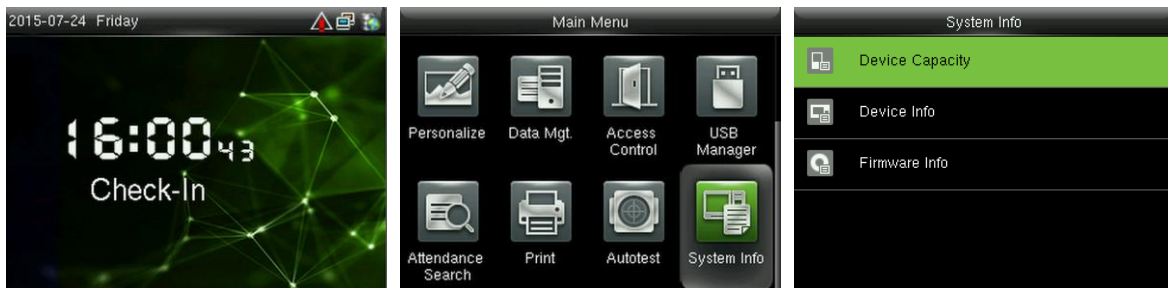 2015-07-24 Friday
16:00 43
Check-In
Main Menu
Personalize
Data Mgt.
Access
Control
USB
Manager
Attendance
Search
Print
Autotest
System Info
System Info
Device Capacity
Device Info
Firmware Info